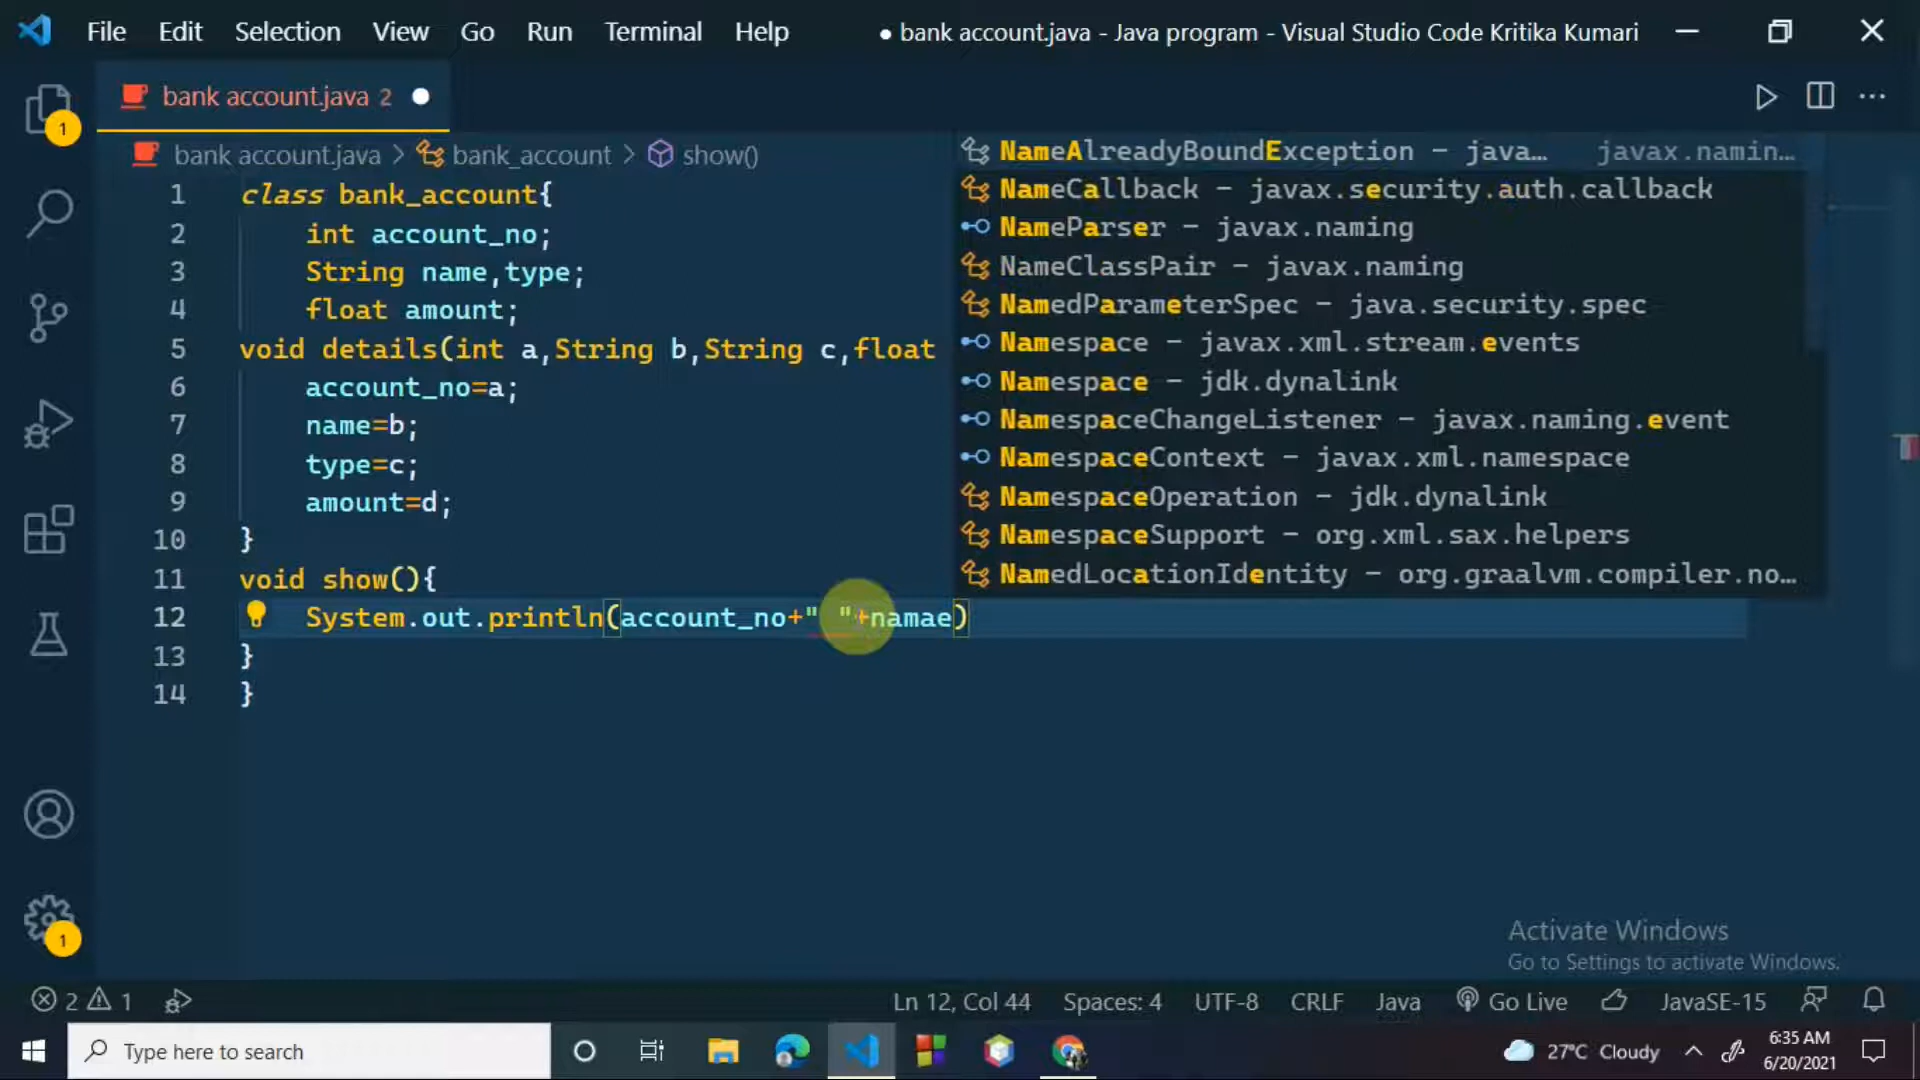 File Edit Selection View Go Run Terminal Help ● bank account.java - Java program - Visual Studio Code Kritika Kumari
bank account.java 2
bank account.java > bank_account > show()
1 class bank_account{
2 int account_no;
3 String name,type;
4 float amount;
5 void details(int a,String b,String c,float
6 account_no=a;
7 name=b;
8 type=c;
9 amount=d;
10 }
11 void show(){
12 System.out.println(account_no+" "+namae)
13 }
14 }
NameAlreadyBoundException - java… javax.namin…
NameCallback - javax.security.auth.callback
NameParser - javax.naming
NameClassPair - javax.naming
NamedParameterSpec - java.security.spec
Namespace - javax.xml.stream.events
Namespace - jdk.dynalink
NamespaceChangeListener - javax.naming.event
NamespaceContext - javax.xml.namespace
NamespaceOperation - jdk.dynalink
NamespaceSupport - org.xml.sax.helpers
NamedLocationIdentity - org.graalvm.compiler.no…
1
1
Activate Windows
Go to Settings to activate Windows.
2 1 Ln 12, Col 44 Spaces: 4 UTF-8 CRLF Java Go Live JavaSE-15
Type here to search 27°C Cloudy 6:35 AM
6/20/2021